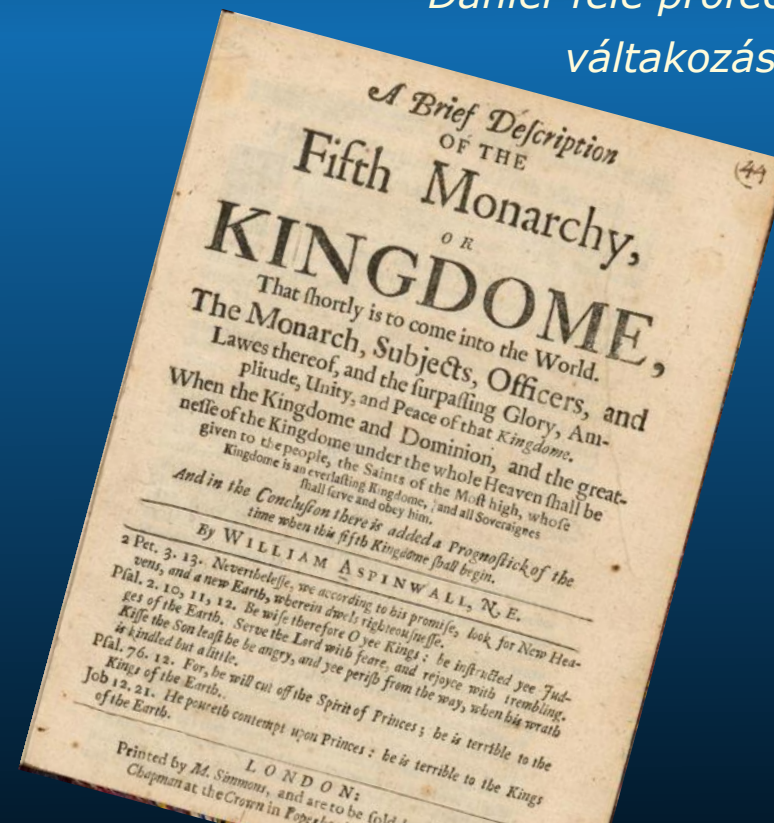 Dániel féle
váltakozás
(44
A Brief Deſcription
OF THE
Fifth Monarchy,
OR
KINGDOME,
That ſhortly is to come into the World.
The Monarch, Subjects, Officers, and
Lawes thereof, and the ſurpaſſing Glory, Am-
plitude, Unity, and Peace of that Kingdome.
When the Kingdome and Dominion, and the great-
neſſe of the Kingdome under the whole Heaven ſhall be
given to the people, the Saints of the Moſt high, whoſe
Kingdome is an everlaſting Kingdome, and all Soveraignes
ſhall ſerve and obey him.
And in the Concluſion there is added a Prognoſtick of the
time when this fifth Kingdome ſhall begin.
By WILLIAM ASPINWALL, N. E.
2 Pet. 3. 13. Nevertheleſſe, we according to his promiſe, look for New Hea-
vens, and a new Earth, wherein dwels righteouſneſſe.
Pſal. 2. 10, 11, 12. Be wiſe therefore O yee Kings: be inſtructed yee Jud-
ges of the Earth. Serve the Lord with feare, and rejoyce with trembling.
Kiſſe the Son leaſt he be angry, and yee periſh from the way, when his wrath
is kindled but a little.
Pſal. 76. 12. For, he will cut off the Spirit of Princes; he is terrible to the
Kings of the Earth.
Job 12. 21. He poureth contempt upon Princes: he is terrible to the Kings
of the Earth.
LONDON:
Printed by M. Simmons, and are to be ſold
Chapman at the Crown in